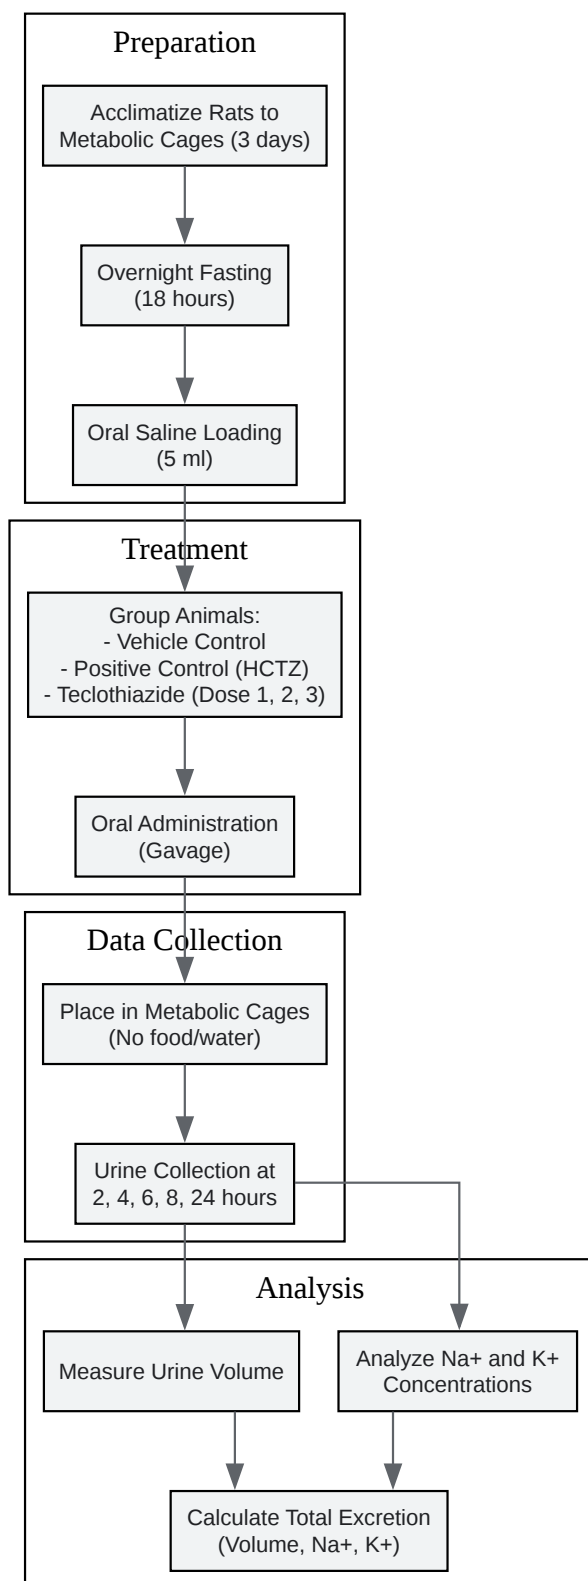 Preparation
Acclimatize Rats to
Metabolic Cages (3 days)
Overnight Fasting
(18 hours)
Oral Saline Loading
(5 ml)
Treatment
Group Animals:
- Vehicle Control
- Positive Control (HCTZ)
- Teclothiazide (Dose 1, 2, 3)
Oral Administration
(Gavage)
Data Collection
Place in Metabolic Cages
(No food/water)
Urine Collection at
2, 4, 6, 8, 24 hours
Analysis
Measure Urine Volume
Analyze Na+ and K+
Concentrations
Calculate Total Excretion
(Volume, Na+, K+)